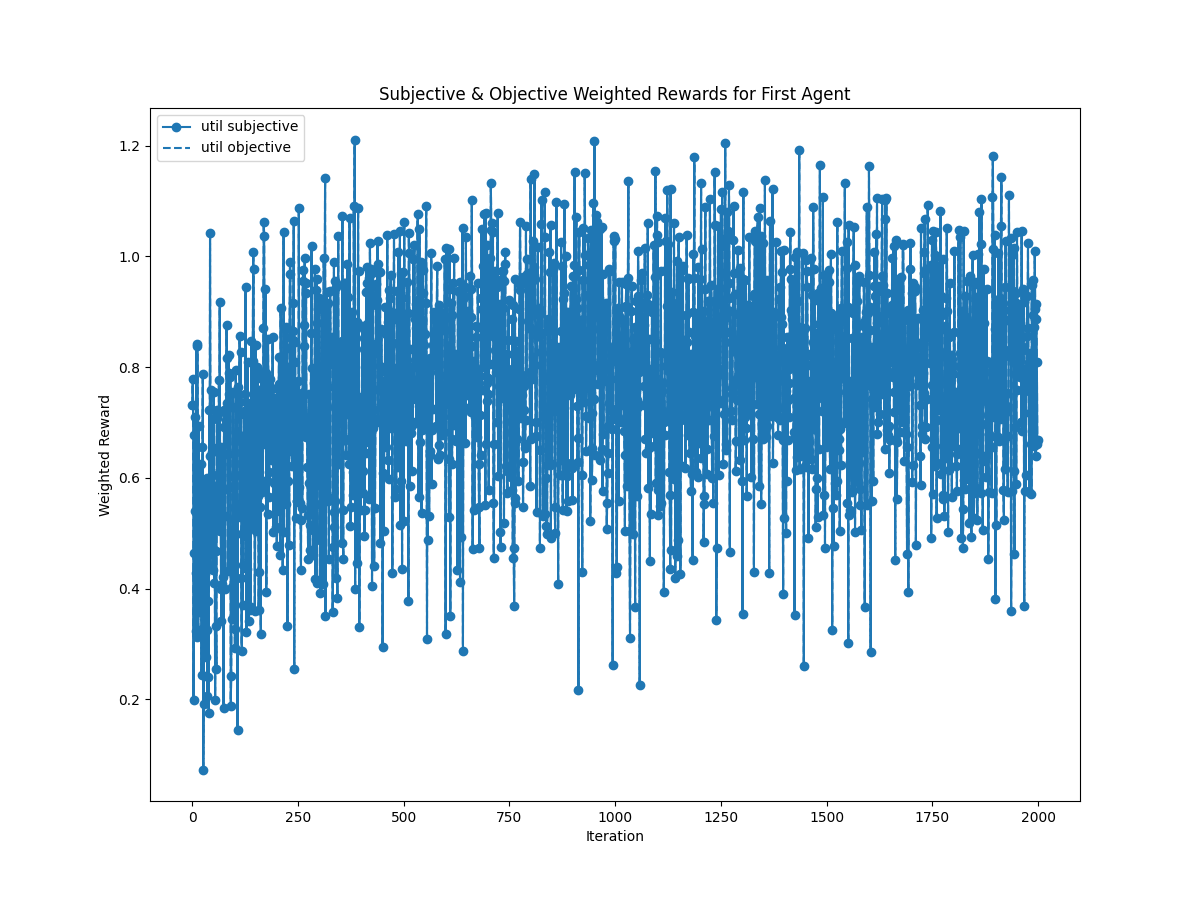 Subjective & Objective Weighted Rewards for First Agent
util subjective
util objective
Weighted Reward
1.2
1.0
0.8
0.6
0.4
0.2
0 250 500 750 1000 1250 1500 1750 2000
Iteration